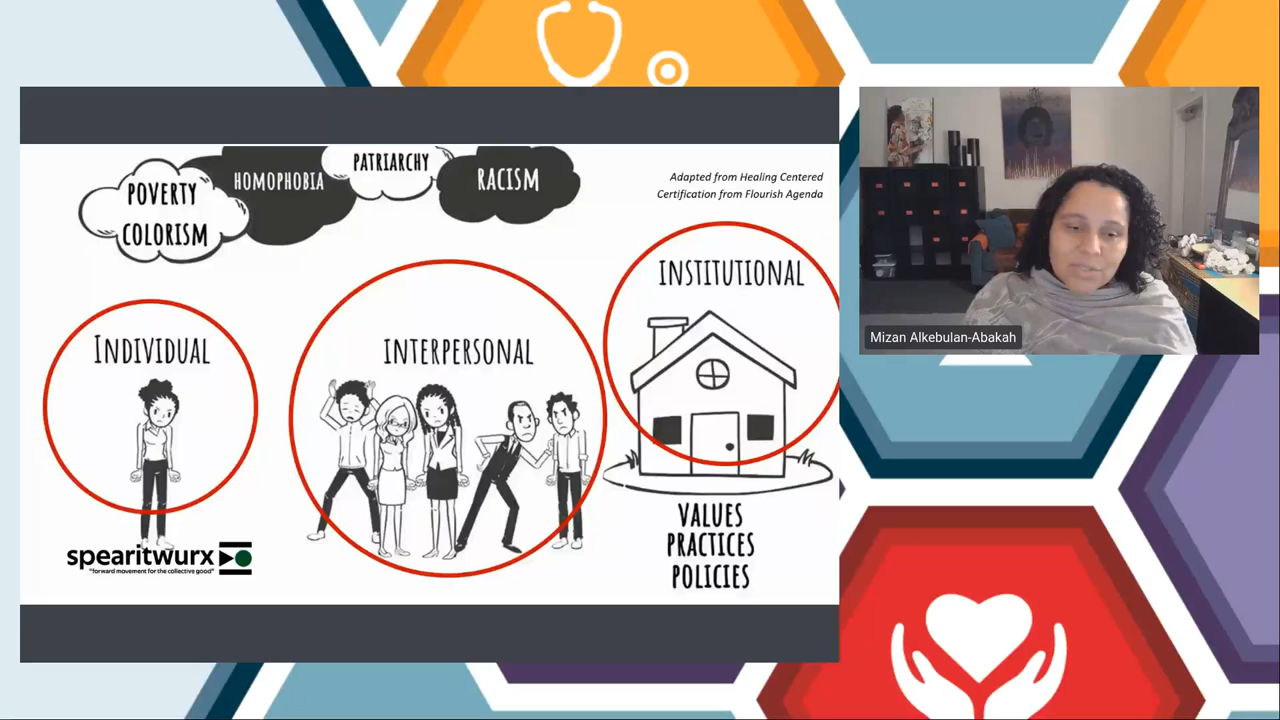 POVERTY
COLORISM
HOMOPHOBIA
PATRIARCHY
RACISM
Adapted from Healing Centered
Certification from Flourish Agenda
INDIVIDUAL
INTERPERSONAL
INSTITUTIONAL
VALUES
PRACTICES
POLICIES
spearitwurx
"forward movement for the collective good"
Mizan Alkebulan-Abakah